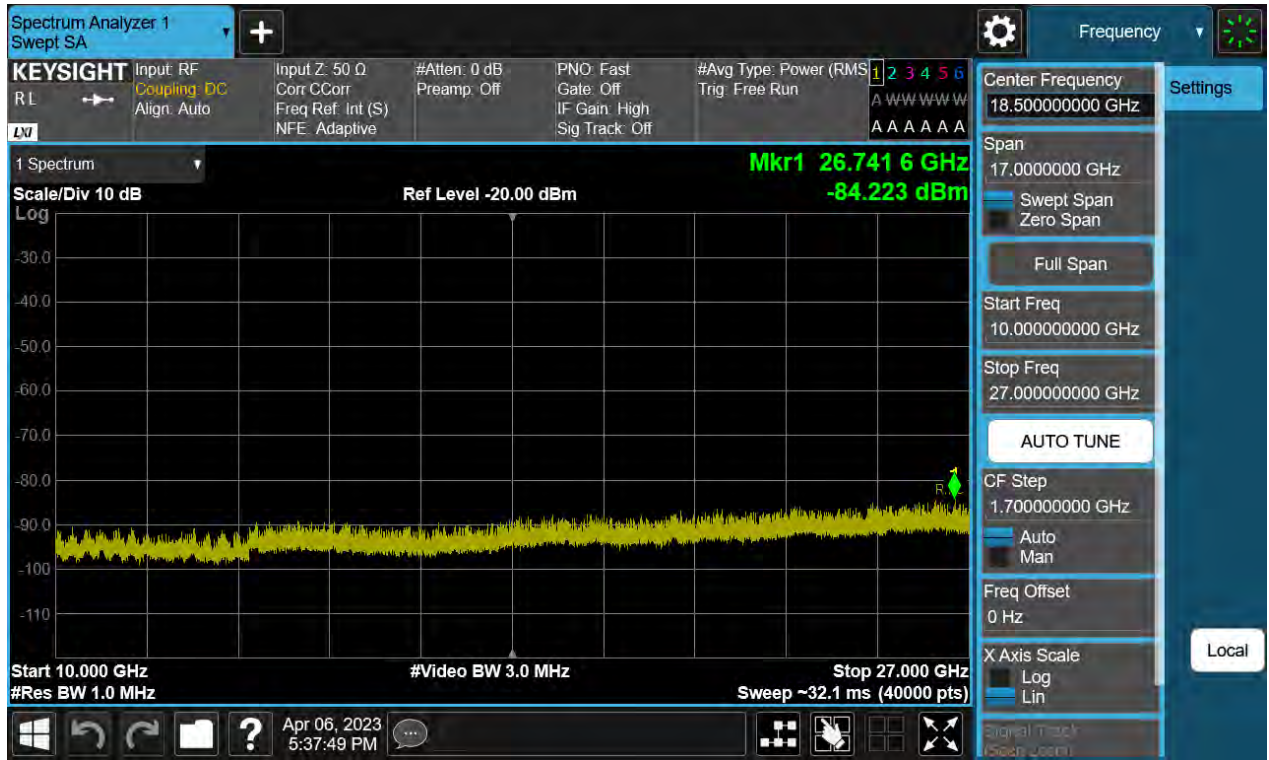 Spectrum Analyzer 1
Swept SA
+
Frequency
KEYSIGHT
RL
LXI
Input: RF
Coupling: DC
Align: Auto
Input Z: 50 Ω
Corr CCorr
Freq Ref: Int (S)
NFE: Adaptive
#Atten: 0 dB
Preamp: Off
PNO: Fast
Gate: Off
IF Gain: High
Sig Track: Off
#Avg Type: Power (RMS
Trig: Free Run
1 2 3 4 5 6
A W W W W W
A A A A A A
1 Spectrum
Mkr1 26.741 6 GHz
Scale/Div 10 dB
Ref Level -20.00 dBm
-84.223 dBm
Log
-30.0
-40.0
-50.0
-60.0
-70.0
-80.0
-90.0
-100
-110
1
Start 10.000 GHz
#Video BW 3.0 MHz
Stop 27.000 GHz
#Res BW 1.0 MHz
Sweep ~32.1 ms (40000 pts)
?
Apr 06, 2023
5:37:49 PM
Center Frequency
18.500000000 GHz
Span
17.0000000 GHz
Swept Span
Zero Span
Full Span
Start Freq
10.000000000 GHz
Stop Freq
27.000000000 GHz
AUTO TUNE
CF Step
1.700000000 GHz
Auto
Man
Freq Offset
0 Hz
X Axis Scale
Log
Lin
Signal Track
(Span Zoom)
Settings
Local